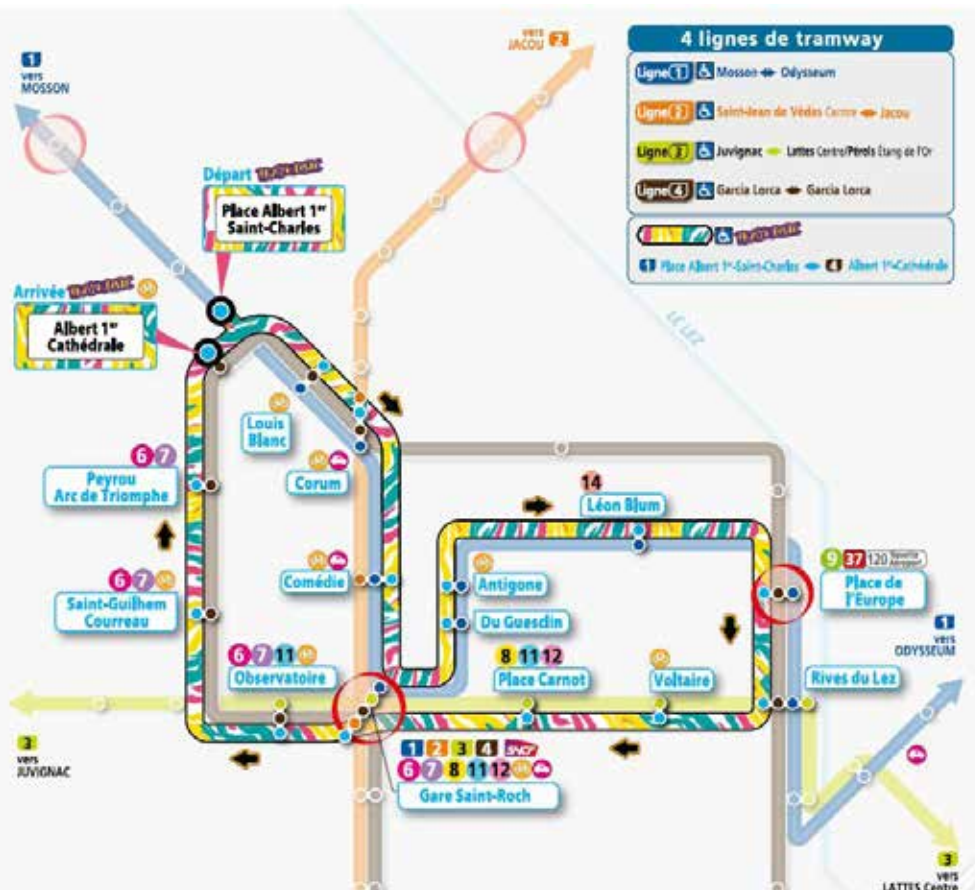 1
vers
MOSSON
vers
JACOU 2
4 lignes de tramway
Ligne 1 Mosson Odysseum
Ligne 2 Saint-Jean de Védas Centre Jacou
Ligne 3 Juvignac Lattes Centre/Pérols Étang de l'Or
Ligne 4 Garcia Lorca Garcia Lorca
1 Place Albert 1er-Saint-Charles 4 Albert 1er-Cathédrale
Départ
Place Albert 1er
Saint-Charles
Arrivée
Albert 1er
Cathédrale
LE LEZ
Louis
Blanc
6 7
Peyrou
Arc de Triomphe
Corum
14
Léon Blum
6 7
Saint-Guilhem
Courreau
Comédie
Antigone
Du Guesclin
9 37 120
Place de
l'Europe
1
vers
ODYSSEUM
6 7 11
Observatoire
8 11 12
Place Carnot
Voltaire
Rives du Lez
3
vers
JUVIGNAC
1 2 3 4 SNCF
6 7 8 11 12
Gare Saint-Roch
3
vers
LATTES Centre